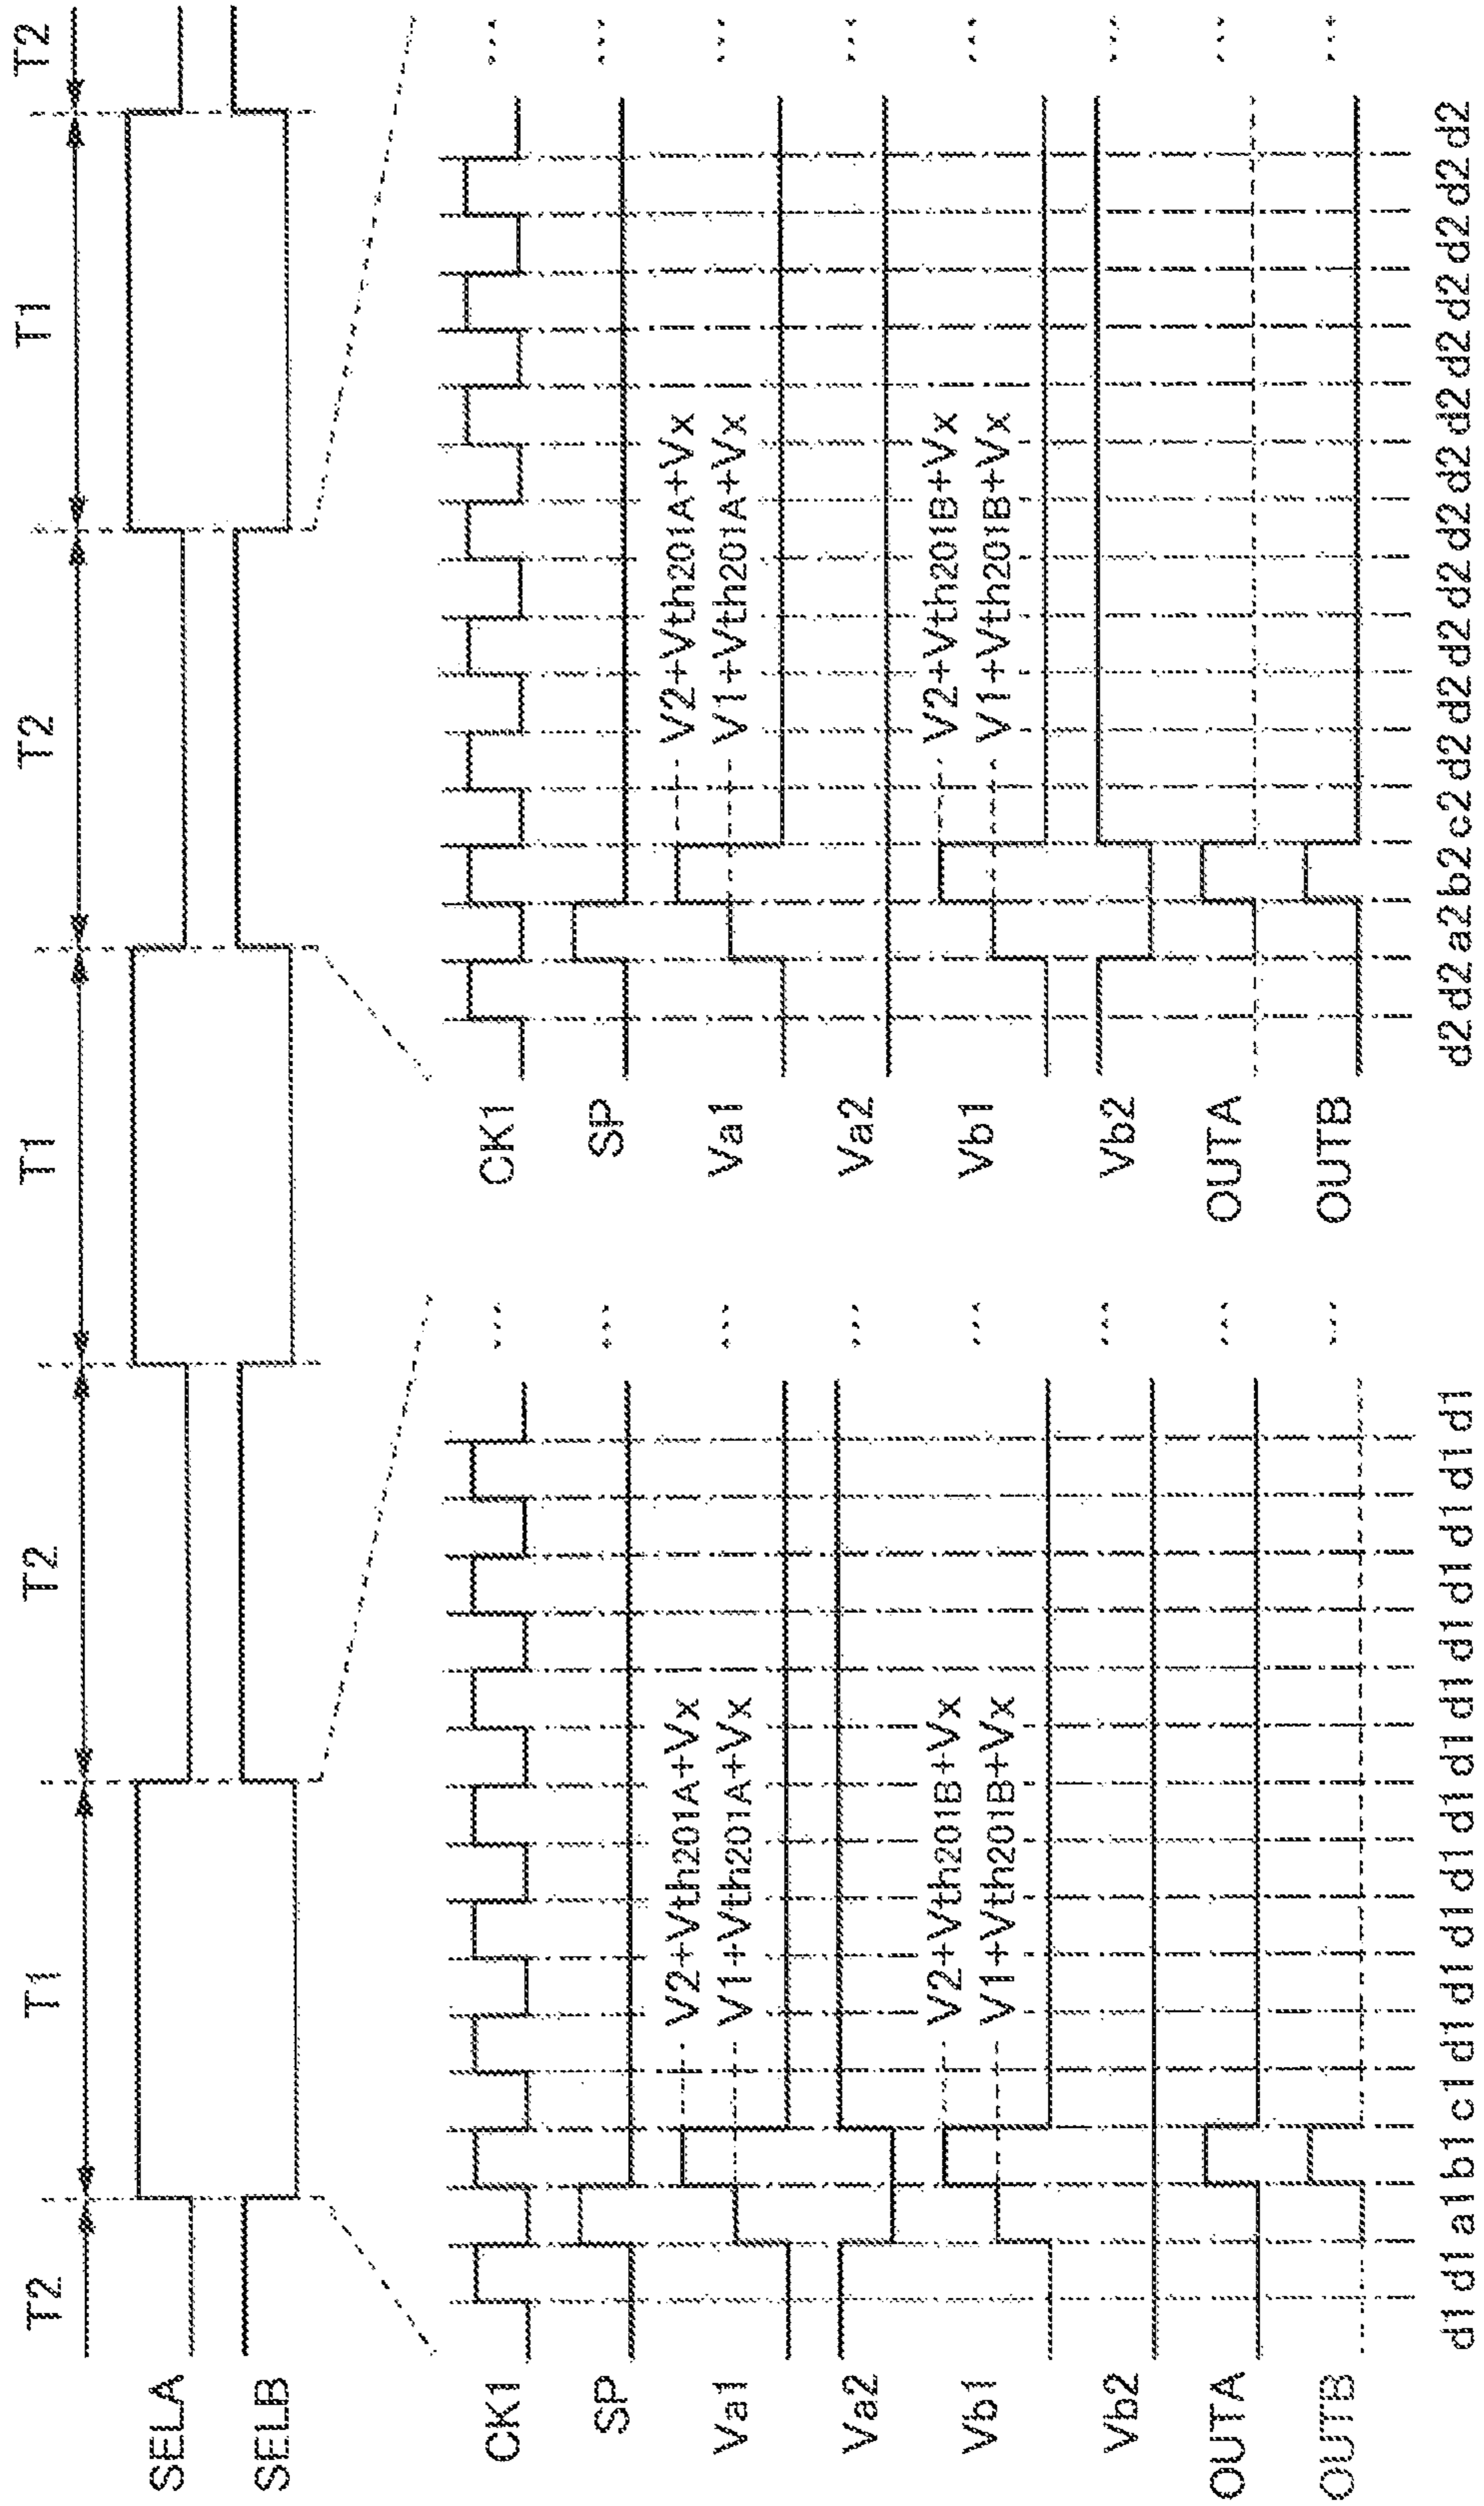 T2 T1 T2 T1 T2 T1 T2
SELA
SELB
CK1 ...
SP ...
V2+Vth201A+Vx
Va1 V1+Vth201A+Vx ...
Va2 ...
V2+Vth201B+Vx
Vb1 V1+Vth201B+Vx ...
Vb2 ...
OUTA ...
OUTB ...
d1 d1 a1 b1 c1 d1 d1 d1 d1 d1 d1 d1 d1 d1 d1 d1 d1
CK1 ...
SP ...
V2+Vth201A+Vx
Va1 V1+Vth201A+Vx ...
Va2 ...
V2+Vth201B+Vx
Vb1 V1+Vth201B+Vx ...
Vb2 ...
OUTA ...
OUTB ...
d2 d2 a2 b2 c2 d2 d2 d2 d2 d2 d2 d2 d2 d2 d2 d2 d2